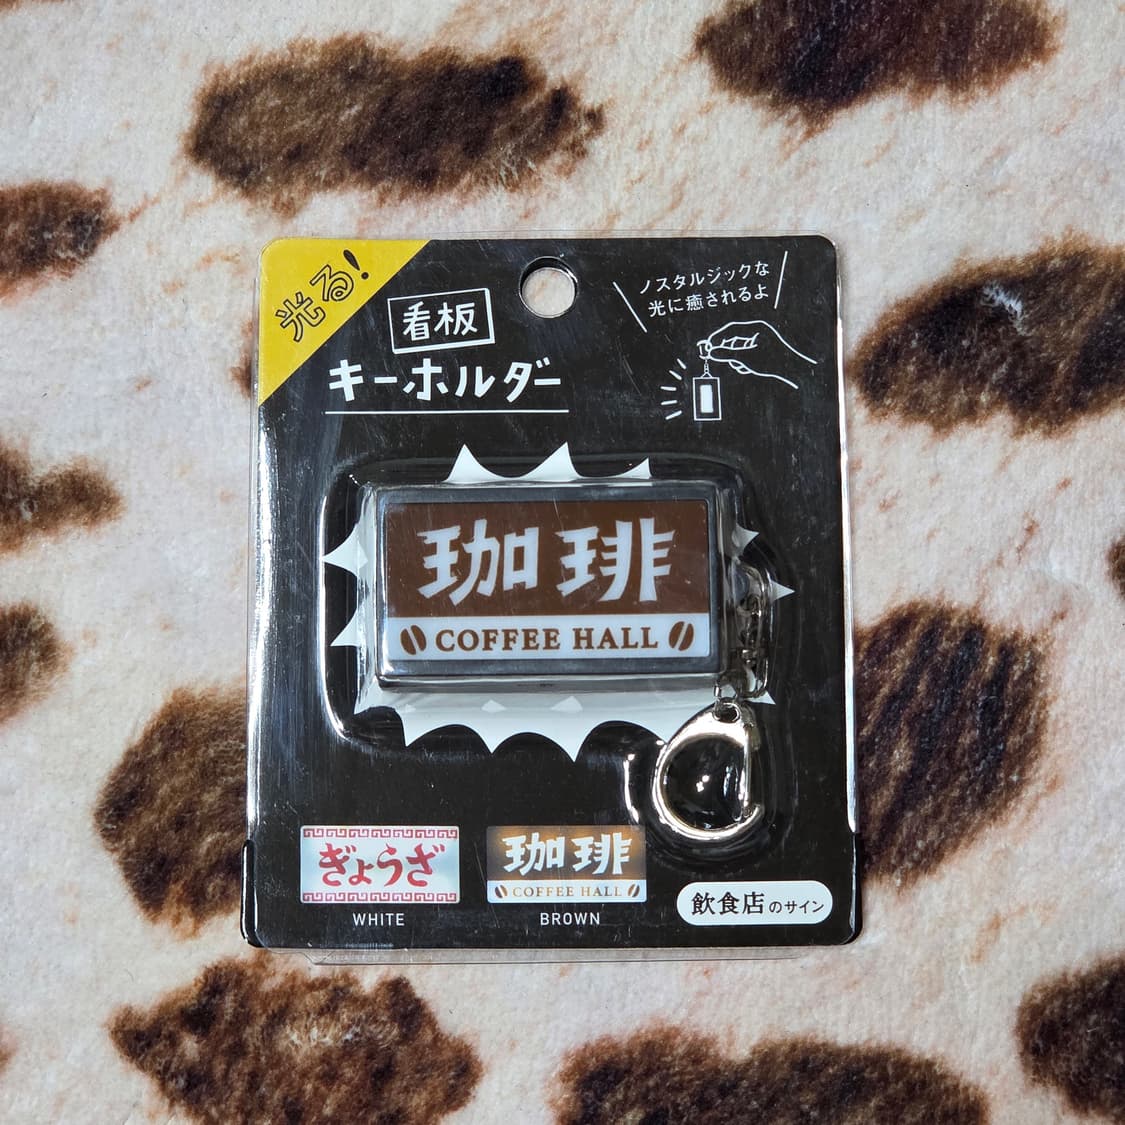 光る!
看板
キーホルダー
ノスタルジックな
光に癒されるよ
珈琲
COFFEE HALL
ぎょうざ
WHITE
珈琲
COFFEE HALL
BROWN
飲食店のサイン